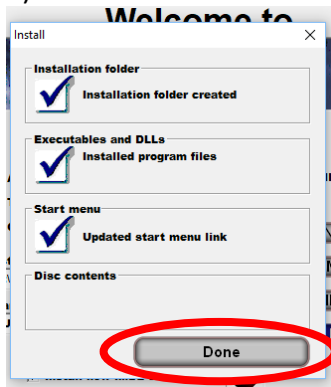 Welcome to
Install
Installation folder
Installation folder created
Executables and DLLs
Installed program files
Start menu
Updated start menu link
Disc contents
Done